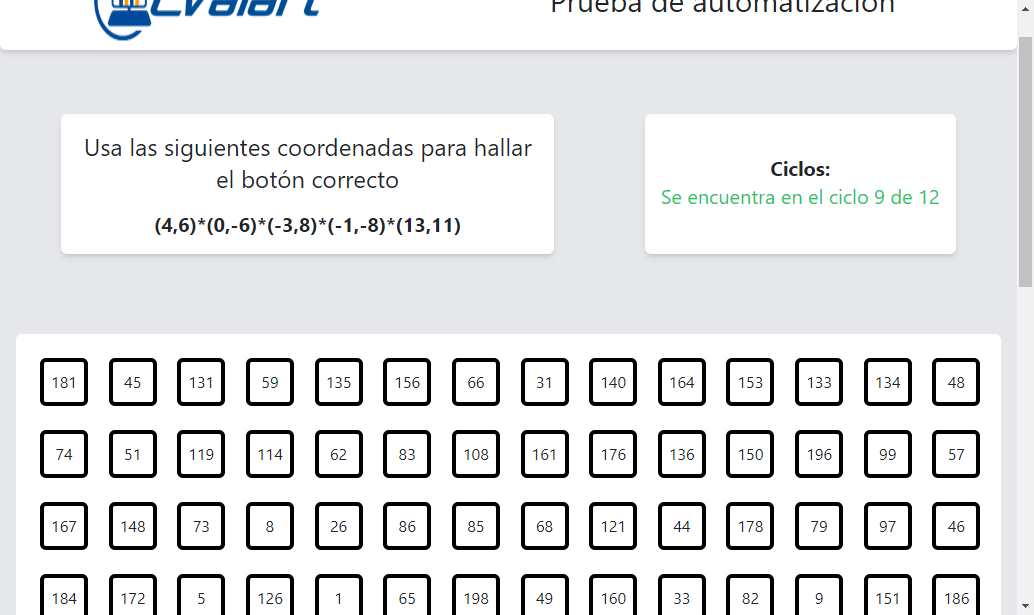 Evalart
Prueba de automatización
Usa las siguientes coordenadas para hallar
el botón correcto
(4,6)*(0,-6)*(-3,8)*(-1,-8)*(13,11)
Ciclos:
Se encuentra en el ciclo 9 de 12
181 45 131 59 135 156 66 31 140 164 153 133 134 48
74 51 119 114 62 83 108 161 176 136 150 196 99 57
167 148 73 8 26 86 85 68 121 44 178 79 97 46
184 172 5 126 1 65 198 49 160 33 82 9 151 186